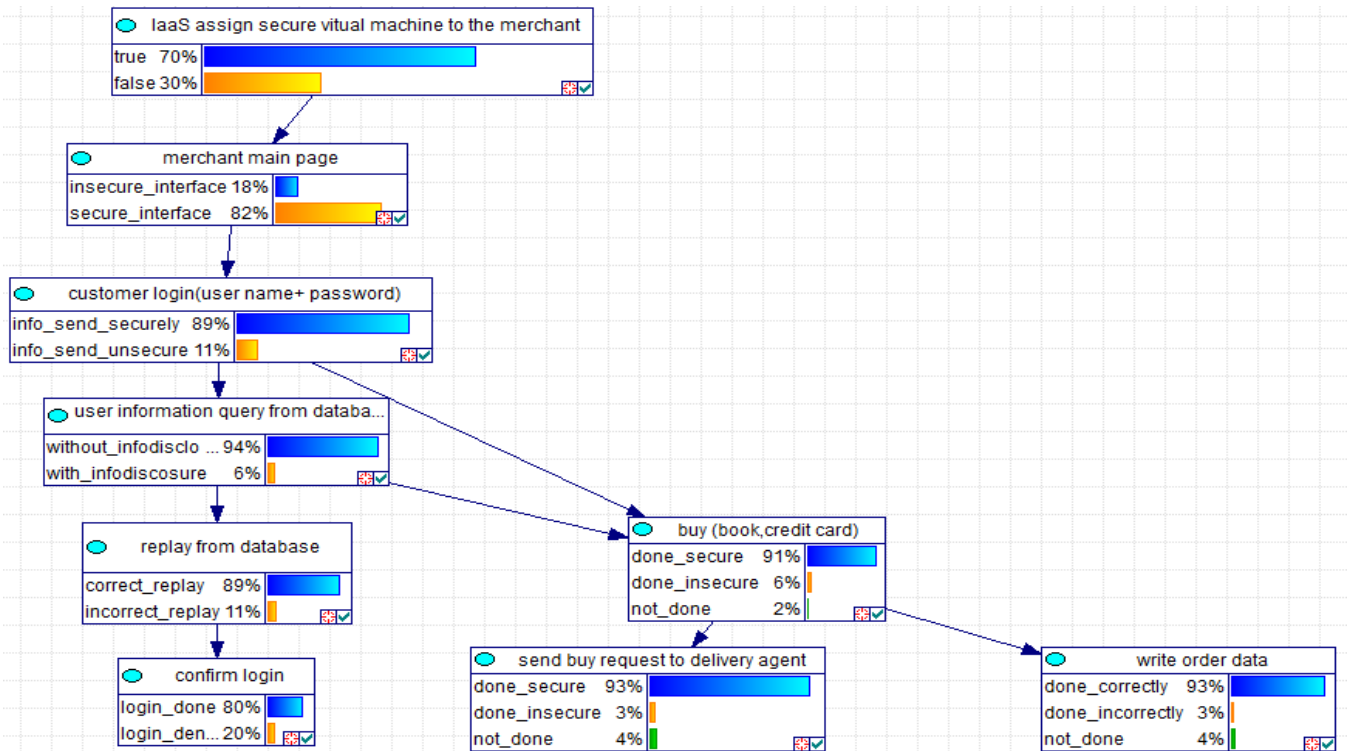 IaaS assign secure vitual machine to the merchant
true 70%
false 30%
merchant main page
insecure_interface 18%
secure_interface 82%
customer login(user name+ password)
info_send_securely 89%
info_send_unsecure 11%
user information query from databa...
without_infodisclo ... 94%
with_infodiscosure 6%
replay from database
correct_replay 89%
incorrect_replay 11%
buy (book,credit card)
done_secure 91%
done_insecure 6%
not_done 2%
confirm login
login_done 80%
login_den... 20%
send buy request to delivery agent
done_secure 93%
done_insecure 3%
not_done 4%
write order data
done_correctly 93%
done_incorrectly 3%
not_done 4%